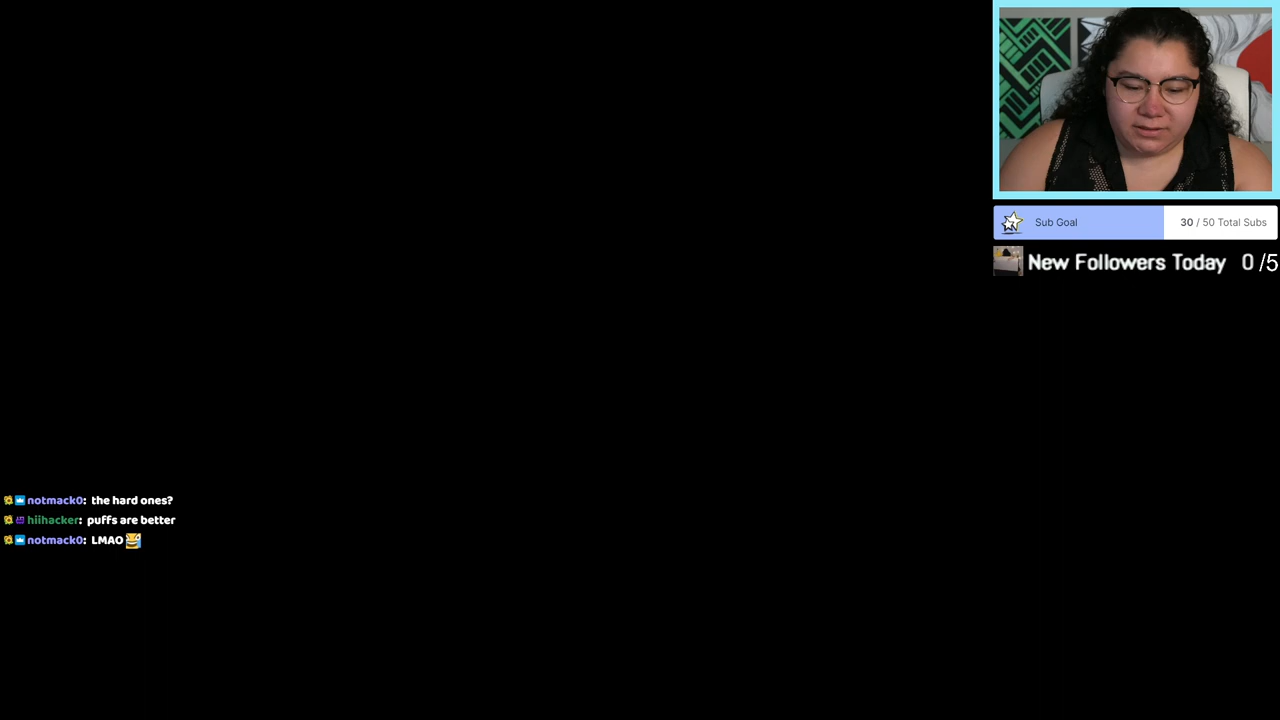 Sub Goal 30 / 50 Total Subs
New Followers Today 0 /5
notmack0: the hard ones?
hiihacker: puffs are better
notmack0: LMAO